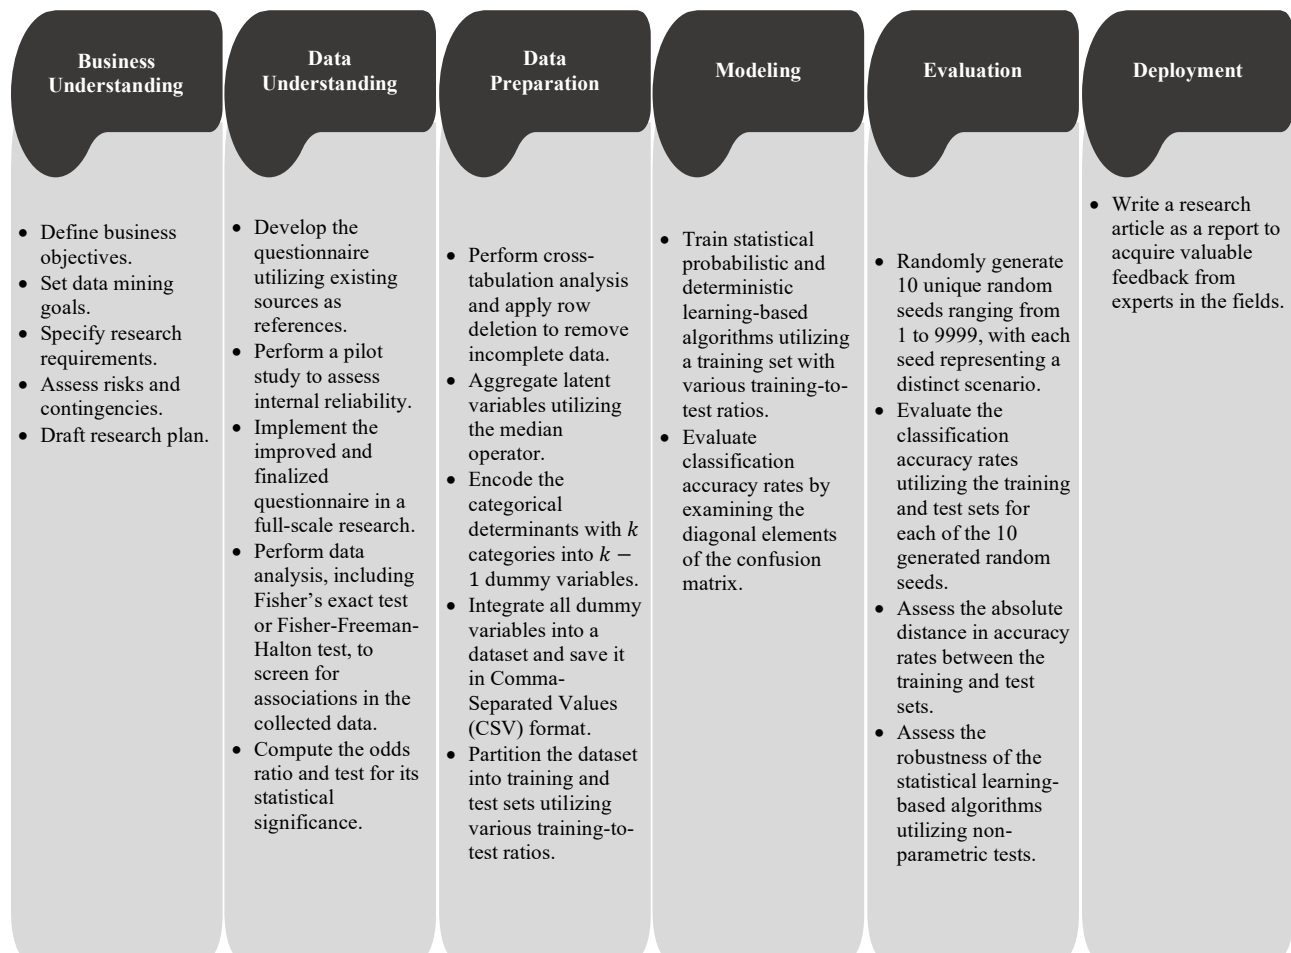 Business
Understanding
• Define business
objectives.
• Set data mining
goals.
• Specify research
requirements.
• Assess risks and
contingencies.
• Draft research plan.
Data
Understanding
• Develop the
questionnaire
utilizing existing
sources as
references.
• Perform a pilot
study to assess
internal reliability.
• Implement the
improved and
finalized
questionnaire in a
full-scale research.
• Perform data
analysis, including
Fisher’s exact test
or Fisher-Freeman-
Halton test, to
screen for
associations in the
collected data.
• Compute the odds
ratio and test for its
statistical
significance.
Data
Preparation
• Perform cross-
tabulation analysis
and apply row
deletion to remove
incomplete data.
• Aggregate latent
variables utilizing
the median
operator.
• Encode the
categorical
determinants with k
categories into k −
1 dummy variables.
• Integrate all dummy
variables into a
dataset and save it
in Comma-
Separated Values
(CSV) format.
• Partition the dataset
into training and
test sets utilizing
various training-to-
test ratios.
Modeling
• Train statistical
probabilistic and
deterministic
learning-based
algorithms utilizing
a training set with
various training-to-
test ratios.
• Evaluate
classification
accuracy rates by
examining the
diagonal elements
of the confusion
matrix.
Evaluation
• Randomly generate
10 unique random
seeds ranging from
1 to 9999, with each
seed representing a
distinct scenario.
• Evaluate the
classification
accuracy rates
utilizing the training
and test sets for
each of the 10
generated random
seeds.
• Assess the absolute
distance in accuracy
rates between the
training and test
sets.
• Assess the
robustness of the
statistical learning-
based algorithms
utilizing non-
parametric tests.
Deployment
• Write a research
article as a report to
acquire valuable
feedback from
experts in the fields.